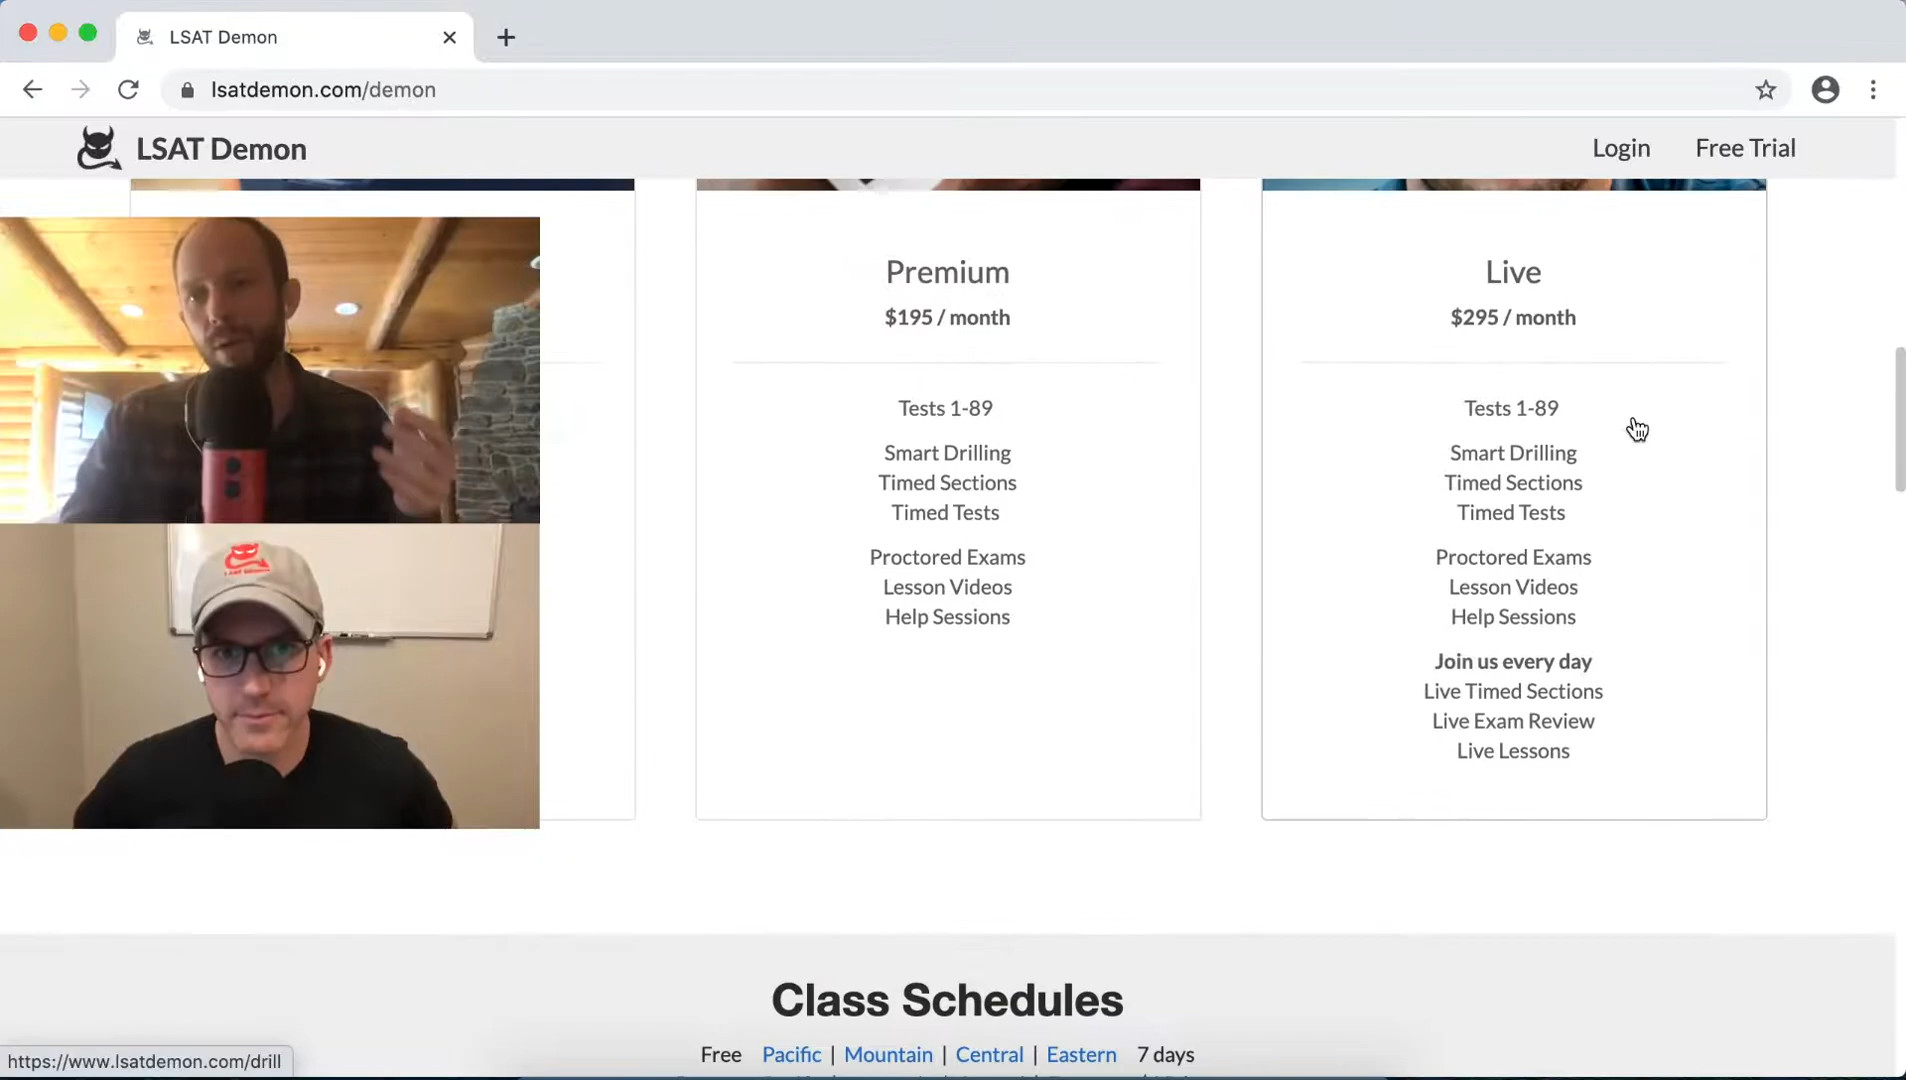 LSAT Demon
lsatdemon.com/demon
LSAT Demon
Login
Free Trial
Premium
$195 / month
Tests 1-89
Smart Drilling
Timed Sections
Timed Tests
Proctored Exams
Lesson Videos
Help Sessions
Live
$295 / month
Tests 1-89
Smart Drilling
Timed Sections
Timed Tests
Proctored Exams
Lesson Videos
Help Sessions
Join us every day
Live Timed Sections
Live Exam Review
Live Lessons
Class Schedules
Free Pacific | Mountain | Central | Eastern 7 days
https://www.lsatdemon.com/drill